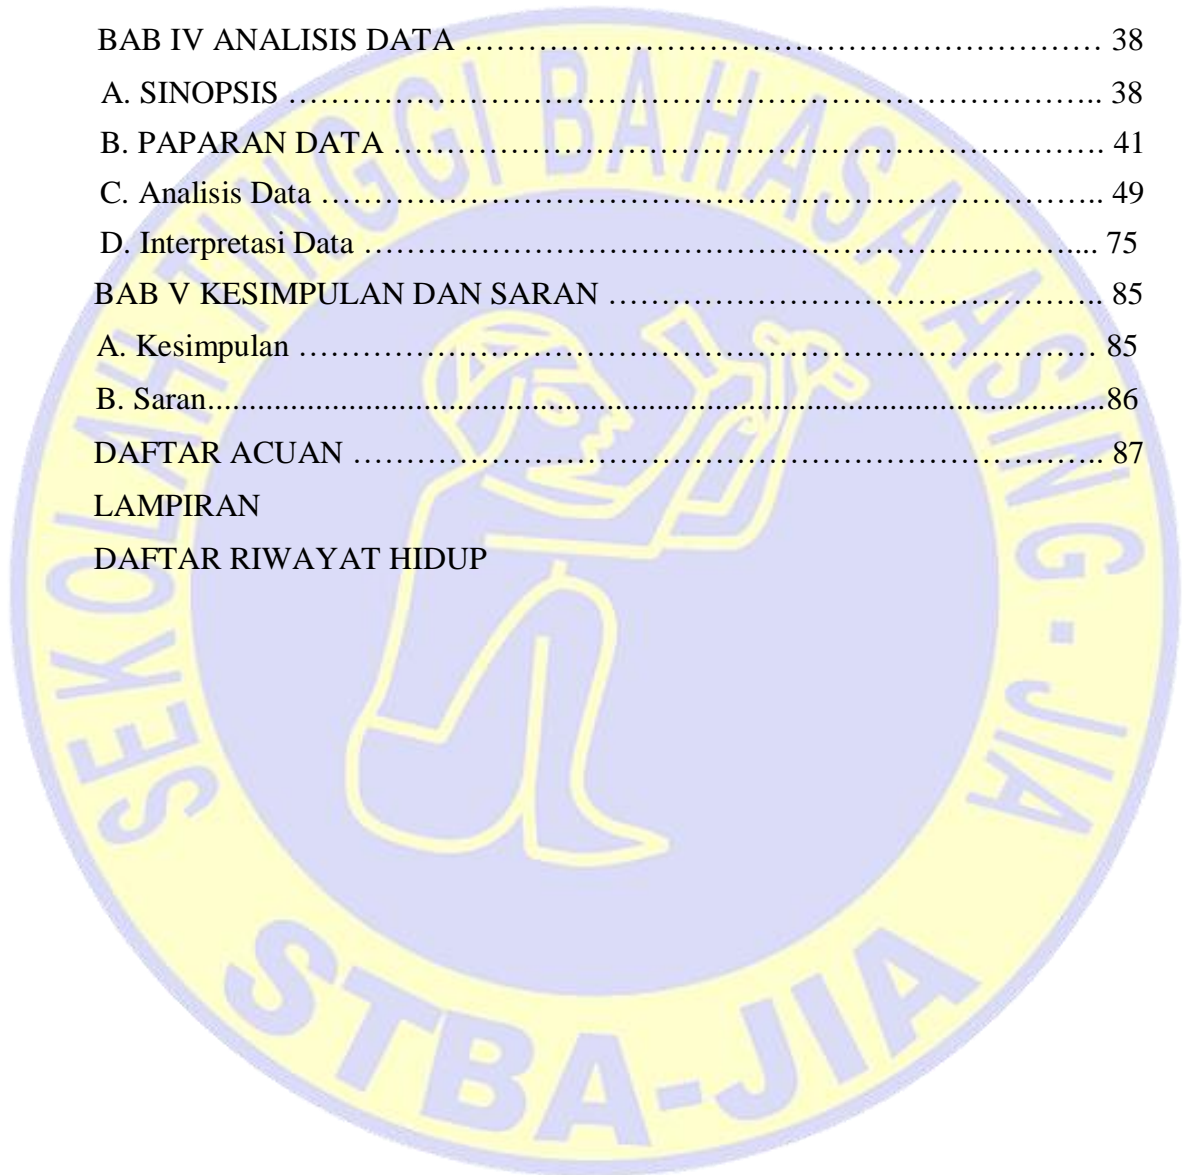 BAB IV ANALISIS DATA ……………………………………………………………… 38
A. SINOPSIS ……………………………………………………………………………….. 38
B. PAPARAN DATA ……………………………………………………………………. 41
C. Analisis Data …………………………………………………………………………….. 49
D. Interpretasi Data ………………………………………………………………………... 75
BAB V KESIMPULAN DAN SARAN ……………………………………………….. 85
A. Kesimpulan ……………………………………………………………………………… 85
B. Saran.....................................................................................................................86
DAFTAR ACUAN ………………………………………………………………………….. 87
LAMPIRAN
DAFTAR RIWAYAT HIDUP
SEKOLAH TINGGI BAHASA ASING - JIA
STBA-JIA